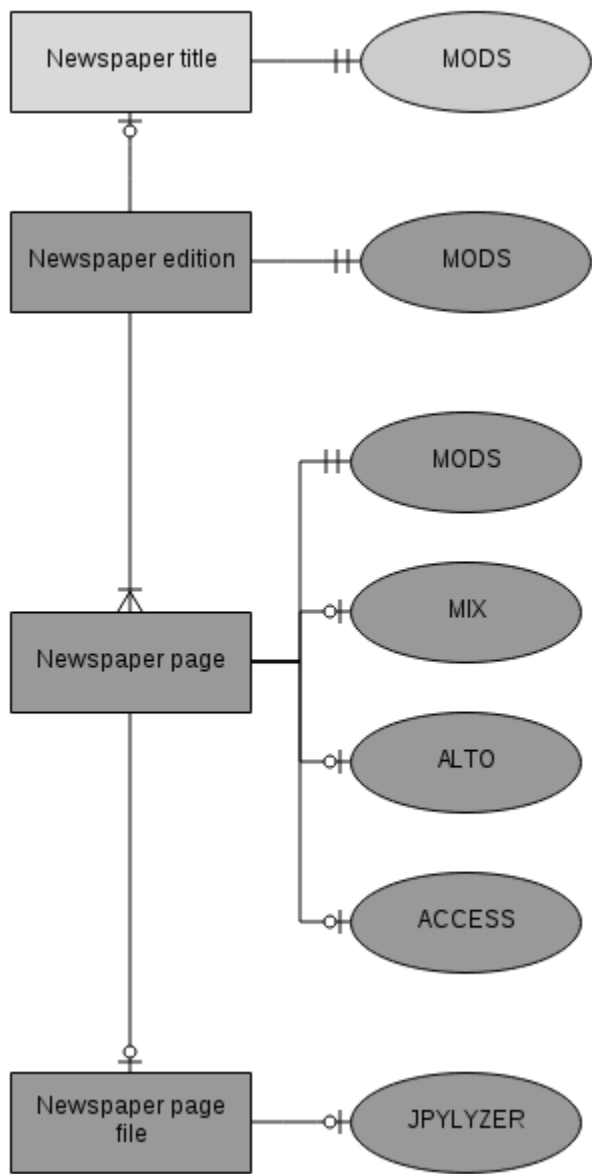 Newspaper title
MODS
Newspaper edition
MODS
MODS
MIX
Newspaper page
ALTO
ACCESS
Newspaper page
file
JPYLYZER